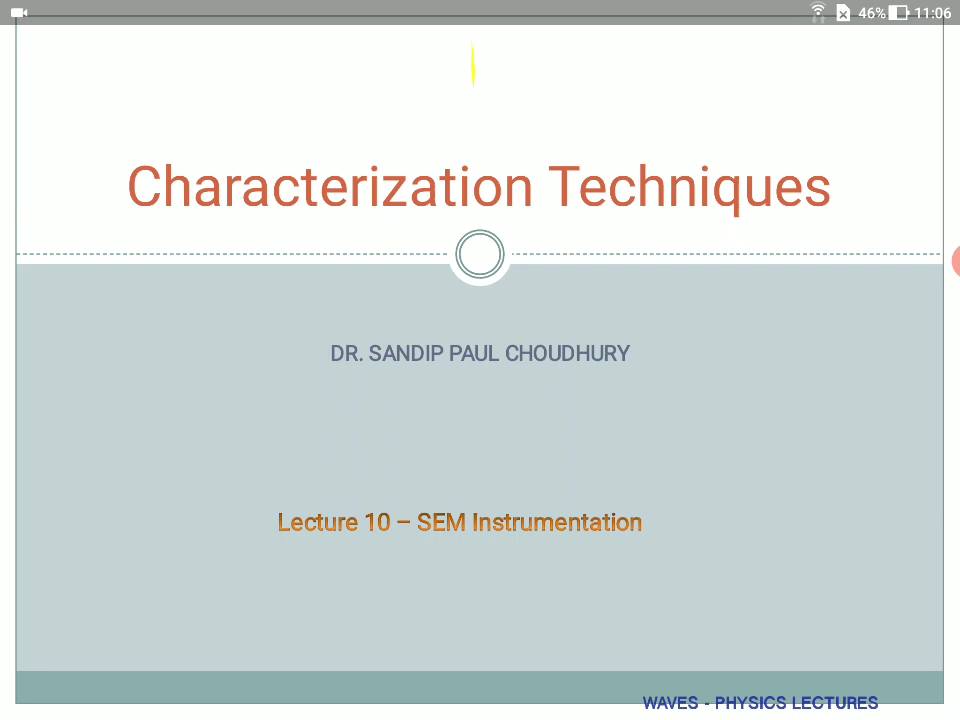 46% 11:06
Characterization Techniques
DR. SANDIP PAUL CHOUDHURY
Lecture 10 – SEM Instrumentation
WAVES - PHYSICS LECTURES